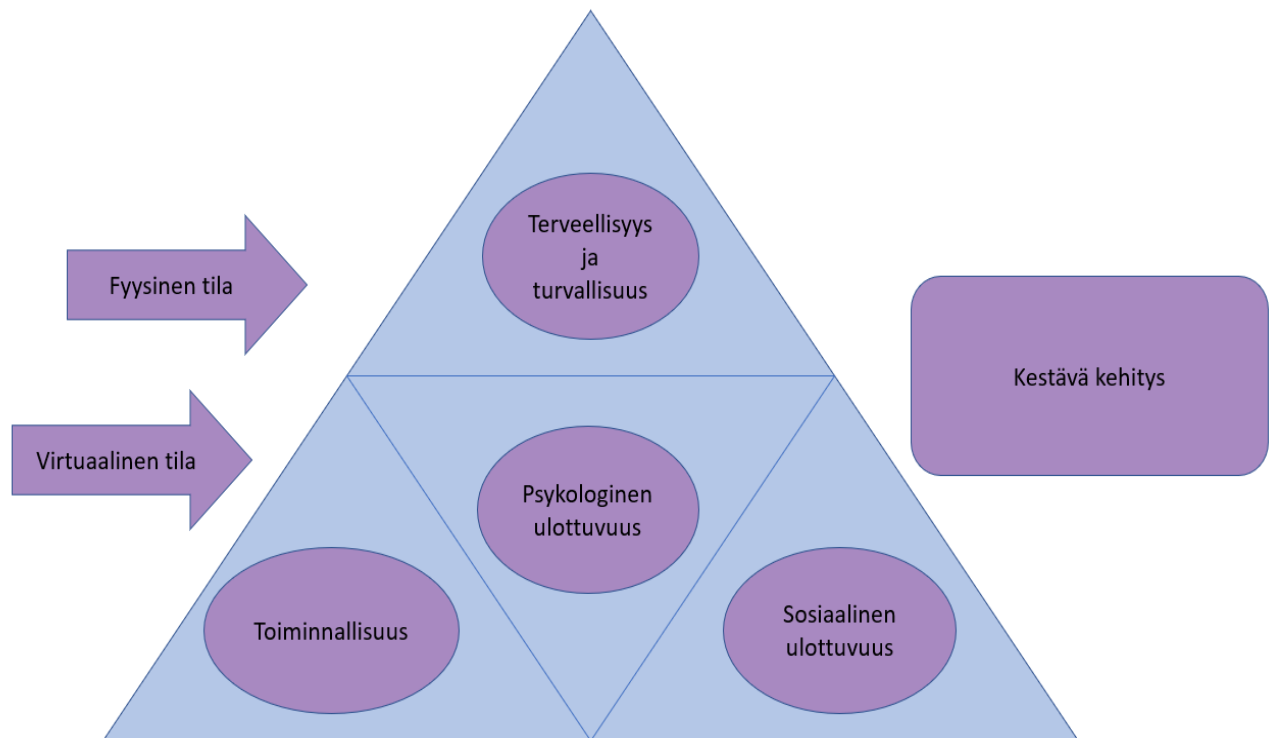 Terveellisyys
ja
turvallisuus
Fyysinen tila
Kestävä kehitys
Virtuaalinen tila
Psykologinen
ulottuvuus
Toiminnallisuus
Sosiaalinen
ulottuvuus